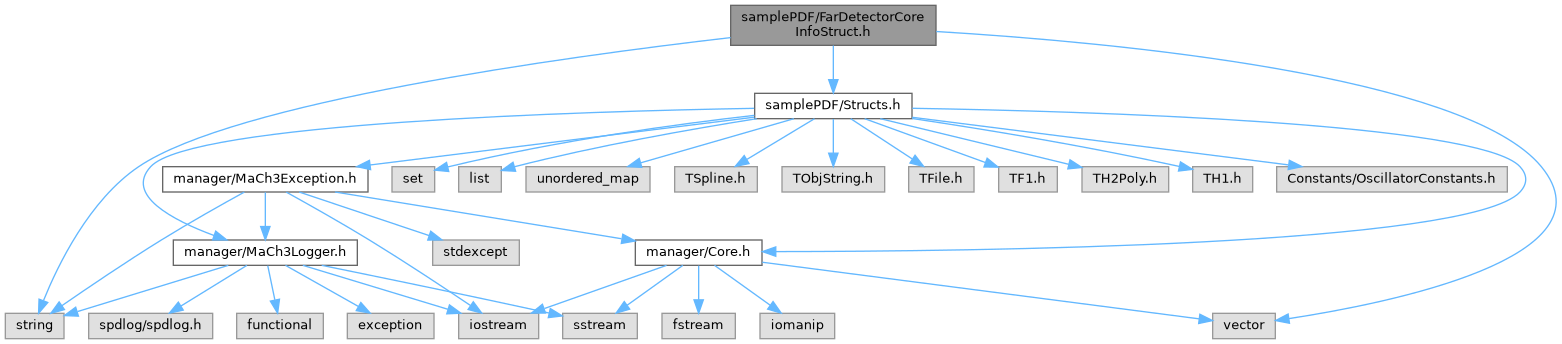 samplePDF/FarDetectorCore
InfoStruct.h
samplePDF/Structs.h
manager/MaCh3Exception.h
set
list
unordered_map
TSpline.h
TObjString.h
TFile.h
TF1.h
TH2Poly.h
TH1.h
Constants/OscillatorConstants.h
manager/MaCh3Logger.h
stdexcept
manager/Core.h
string
spdlog/spdlog.h
functional
exception
iostream
sstream
fstream
iomanip
vector